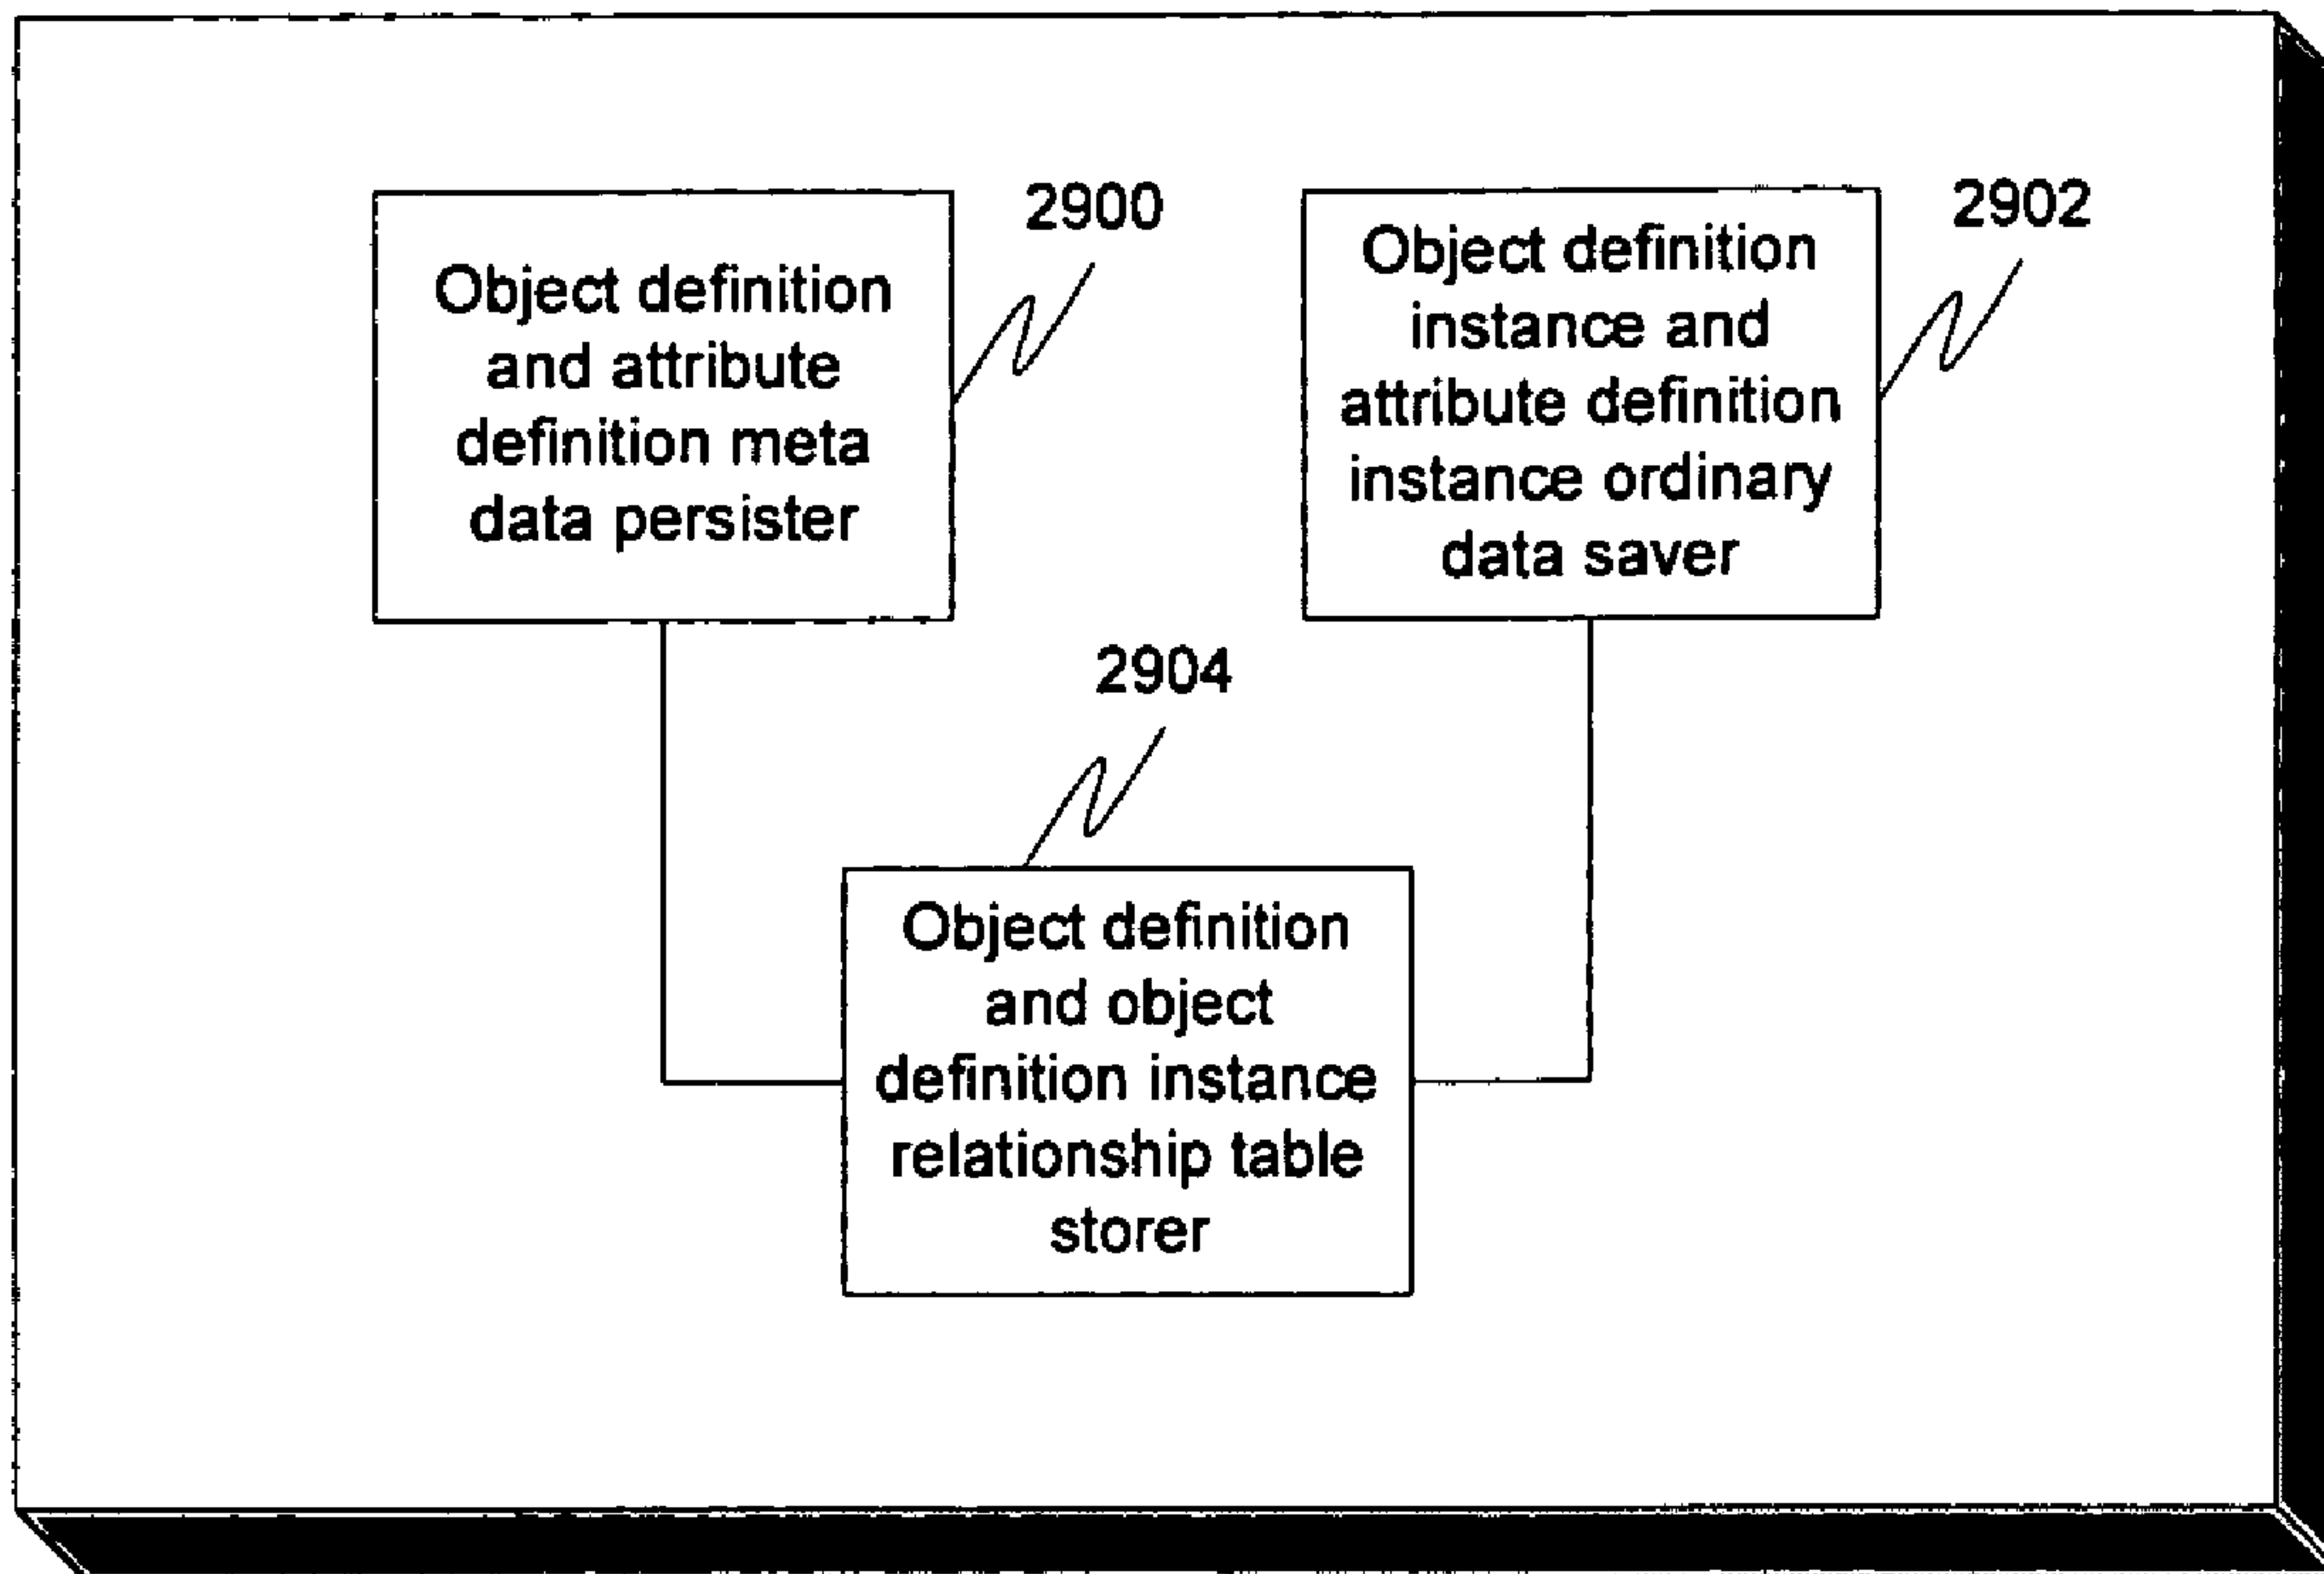 2900
Object definition
and attribute
definition meta
data persister
2902
Object definition
instance and
attribute definition
instance ordinary
data saver
2904
Object definition
and object
definition instance
relationship table
storer